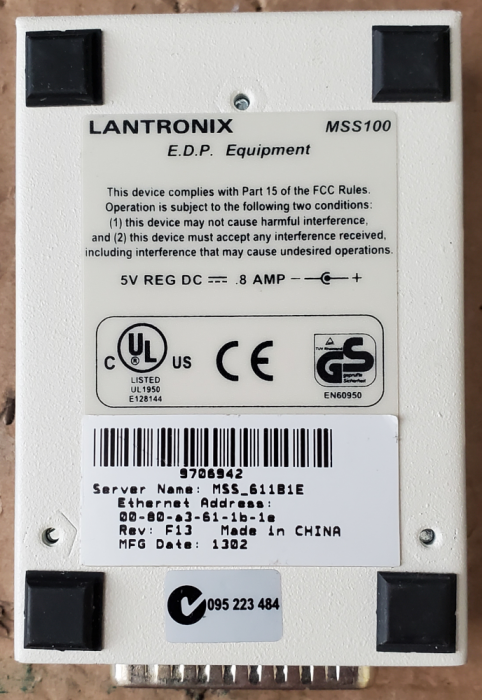 LANTRONIX MSS100
E.D.P. Equipment
This device complies with Part 15 of the FCC Rules.
Operation is subject to the following two conditions:
(1) this device may not cause harmful interference,
and (2) this device must accept any interference received,
including interference that may cause undesired operations.
5V REG DC .8 AMP - +
C UL US
®
LISTED
UL1950
E128144
CE
TÜV Rheinland
GS
geprüfte
Sicherheit
EN60950
9706942
Server Name: MSS_611B1E
Ethernet Address:
00-80-a3-61-1b-1e
Rev: F13 Made in CHINA
MFG Date: 1302
095 223 484